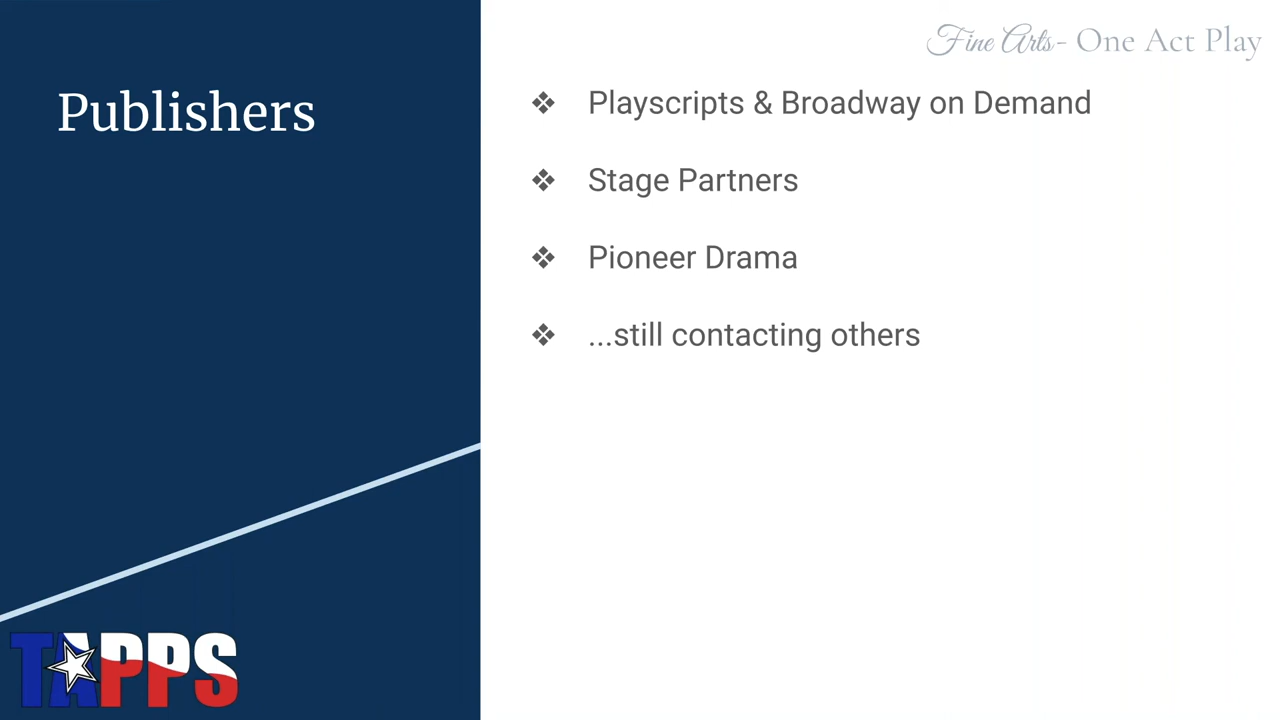 Fine Arts- One Act Play
Publishers
❖ Playscripts & Broadway on Demand
❖ Stage Partners
❖ Pioneer Drama
❖ ...still contacting others
TAPPS